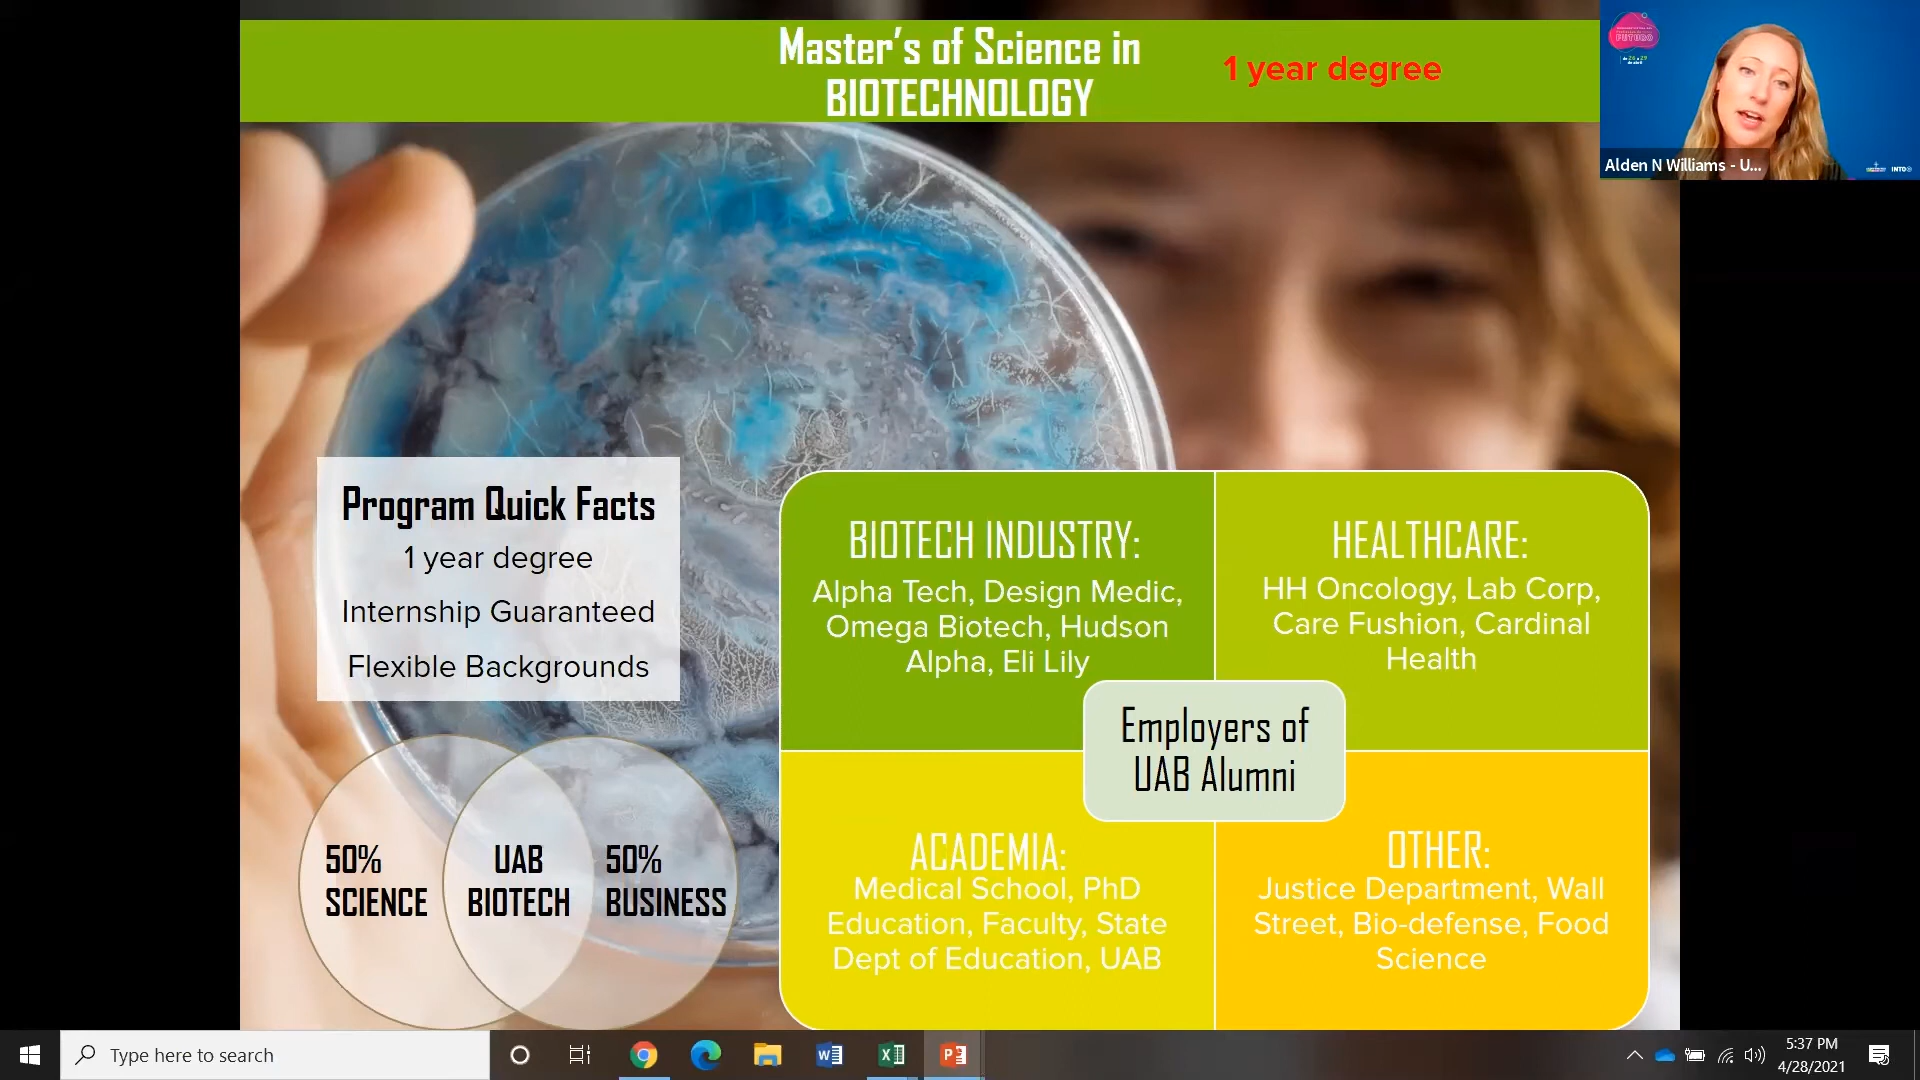 Master's of Science in
BIOTECHNOLOGY
1 year degree
FUTURO
Alden N Williams - U...
INTO
Program Quick Facts
1 year degree
Internship Guaranteed
Flexible Backgrounds
50%
SCIENCE
UAB
BIOTECH
50%
BUSINESS
BIOTECH INDUSTRY:
Alpha Tech, Design Medic,
Omega Biotech, Hudson
Alpha, Eli Lily
HEALTHCARE:
HH Oncology, Lab Corp,
Care Fushion, Cardinal
Health
Employers of
UAB Alumni
ACADEMIA:
Medical School, PhD
Education, Faculty, State
Dept of Education, UAB
OTHER:
Justice Department, Wall
Street, Bio-defense, Food
Science
Type here to search
5:37 PM
4/28/2021